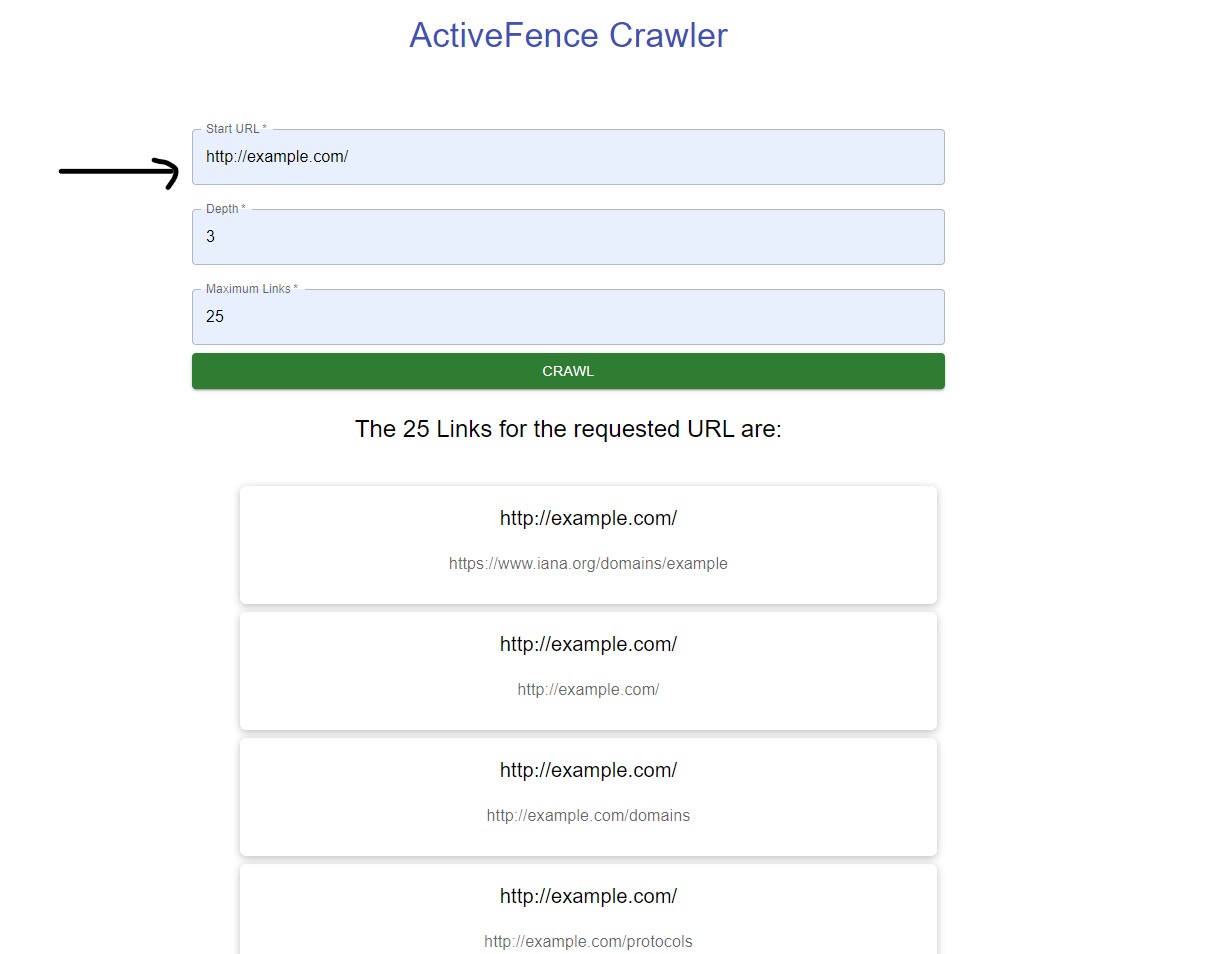 ActiveFence Crawler
Start URL *
http://example.com/
Depth *
3
Maximum Links *
25
CRAWL
The 25 Links for the requested URL are:
http://example.com/
https://www.iana.org/domains/example
http://example.com/
http://example.com/
http://example.com/
http://example.com/domains
http://example.com/
http://example.com/protocols